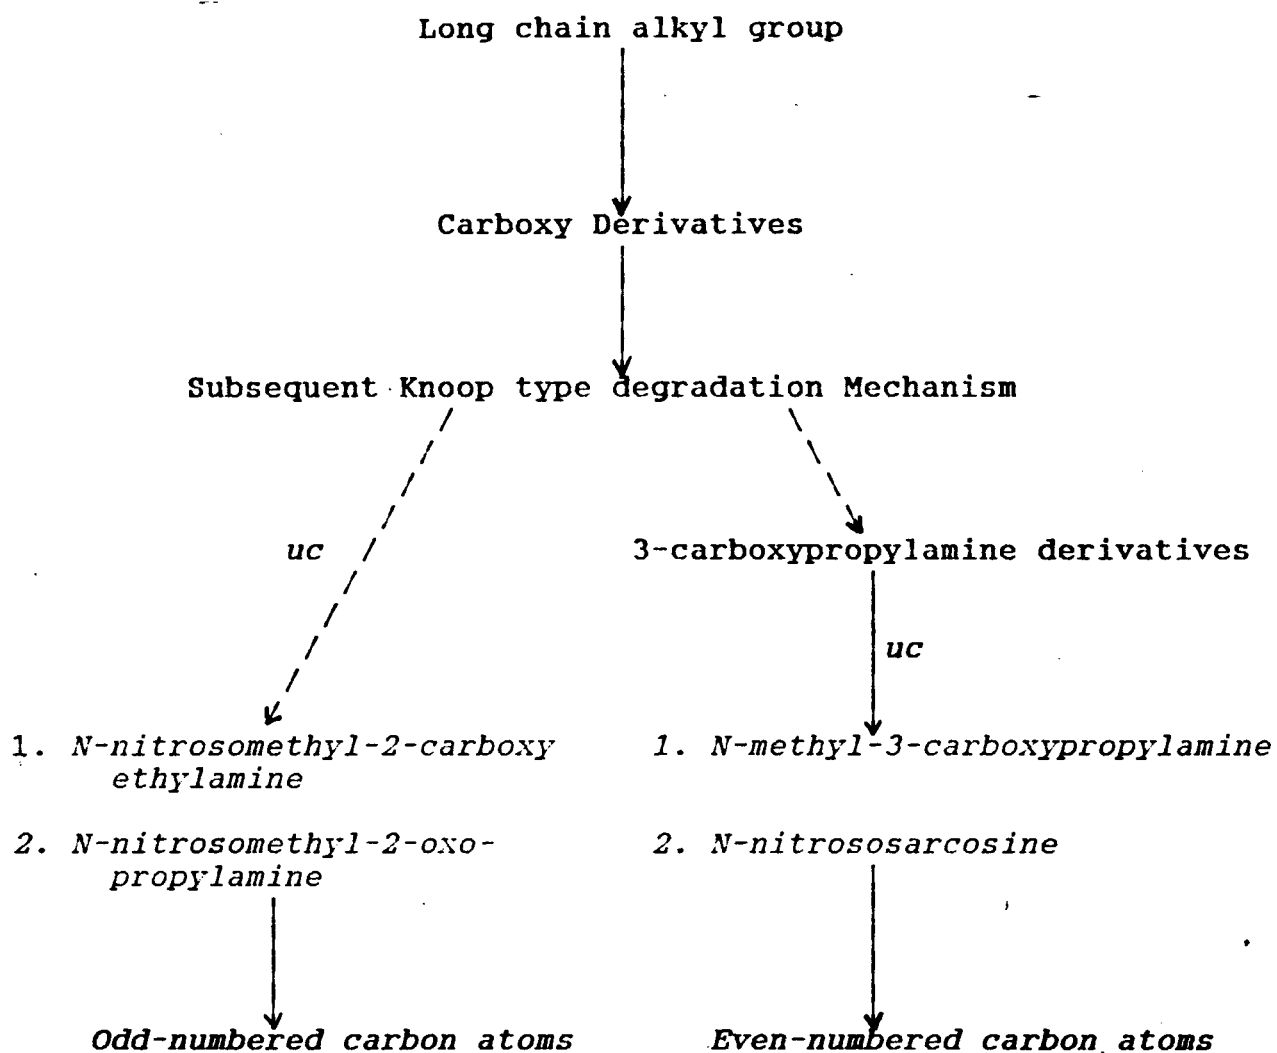 Long chain alkyl group
Carboxy Derivatives
Subsequent Knoop type degradation Mechanism
uc
3-carboxypropylamine derivatives
uc
1. N-nitrosomethyl-2-carboxy
ethylamine
2. N-nitrosomethyl-2-oxo-
propylamine
1. N-methyl-3-carboxypropylamine
2. N-nitrososarcosine
Odd-numbered carbon atoms
Even-numbered carbon atoms